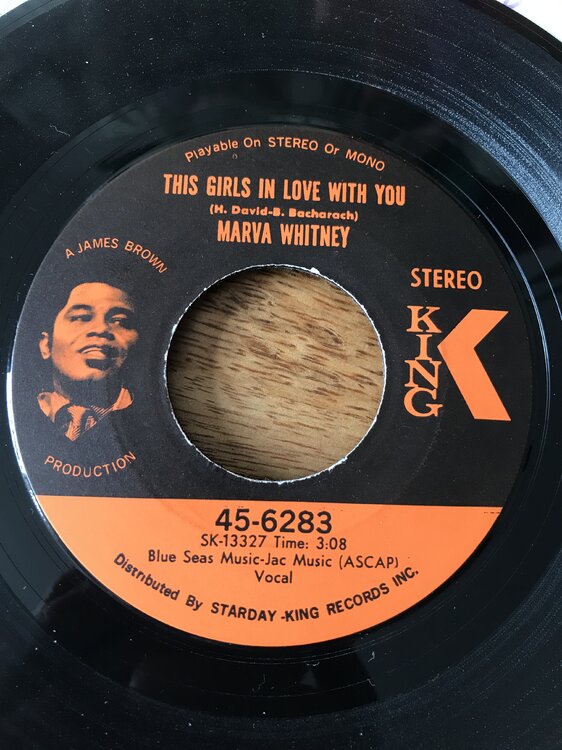 Playable On STEREO Or MONO
THIS GIRLS IN LOVE WITH YOU
(H. David-B. Bacharach)
MARVA WHITNEY
A JAMES BROWN
PRODUCTION
STEREO
KING
45-6283
SK-13327 Time: 3:08
Blue Seas Music-Jac Music (ASCAP)
Vocal
Distributed By STARDAY-KING RECORDS INC.